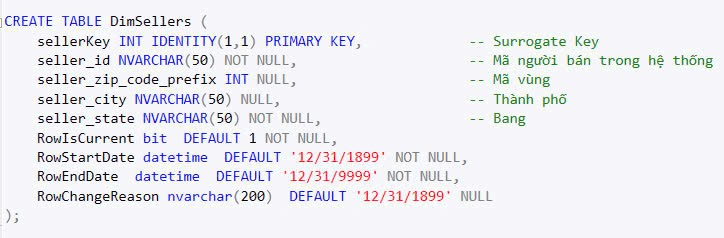 CREATE TABLE DimSellers (
sellerKey INT IDENTITY(1,1) PRIMARY KEY, -- Surrogate Key
seller_id NVARCHAR(50) NOT NULL, -- Mã người bán trong hệ thống
seller_zip_code_prefix INT NULL, -- Mã vùng
seller_city NVARCHAR(50) NULL, -- Thành phố
seller_state NVARCHAR(50) NOT NULL, -- Bang
RowIsCurrent bit DEFAULT 1 NOT NULL,
RowStartDate datetime DEFAULT '12/31/1899' NOT NULL,
RowEndDate datetime DEFAULT '12/31/9999' NOT NULL,
RowChangeReason nvarchar(200) DEFAULT '12/31/1899' NULL
);